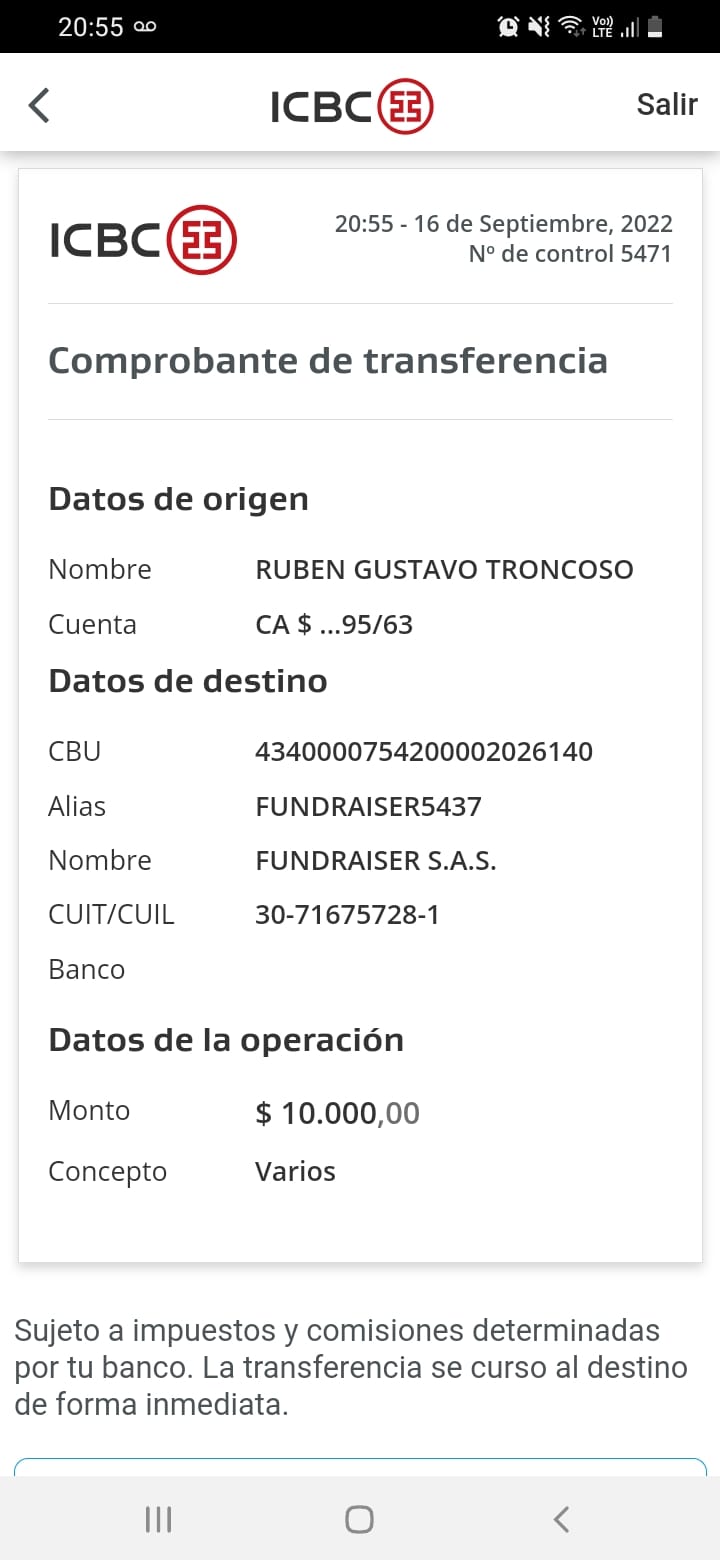 20:55
Vo)) LTE
ICBC
Salir
ICBC
20:55 - 16 de Septiembre, 2022
Nº de control 5471
Comprobante de transferencia
Datos de origen
Nombre RUBEN GUSTAVO TRONCOSO
Cuenta CA $ ...95/63
Datos de destino
CBU 4340000754200002026140
Alias FUNDRAISER5437
Nombre FUNDRAISER S.A.S.
CUIT/CUIL 30-71675728-1
Banco
Datos de la operación
Monto $ 10.000,00
Concepto Varios
Sujeto a impuestos y comisiones determinadas
por tu banco. La transferencia se curso al destino
de forma inmediata.